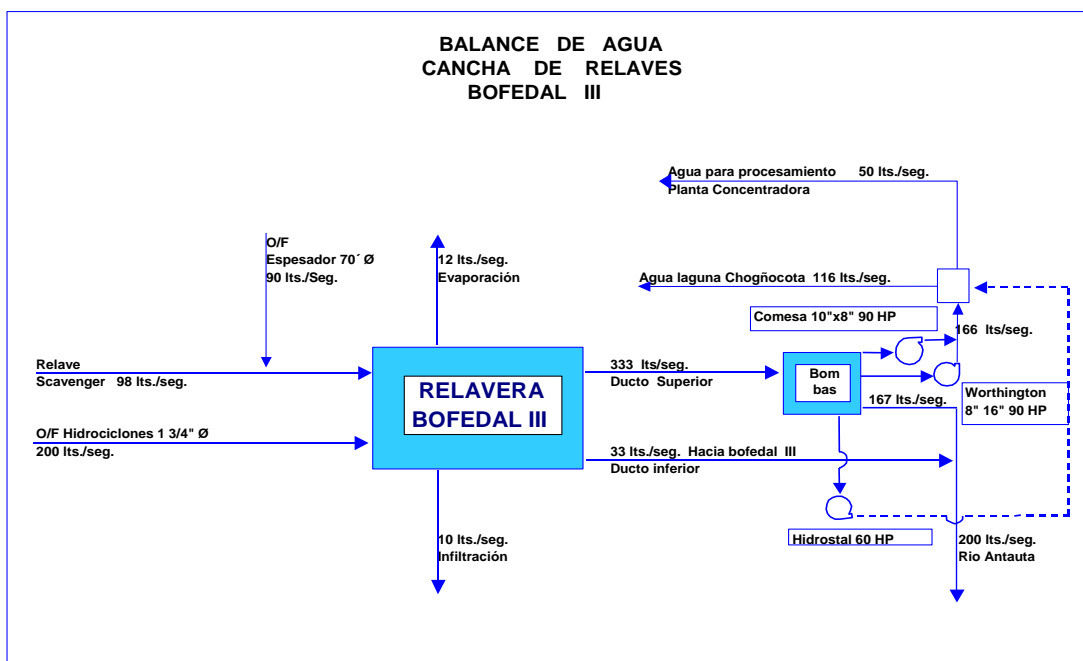 BALANCE DE AGUA
CANCHA DE RELAVES
BOFEDAL III
Agua para procesamiento 50 lts./seg.
Planta Concentradora
O/F
Espesador 70´ Ø
90 lts./Seg.
12 lts./seg.
Evaporación
Agua laguna Chogñocota 116 lts./seg.
Comesa 10"x8" 90 HP
166 lts/seg.
Relave
Scavenger 98 lts./seg.
RELAVERA
BOFEDAL III
333 lts/seg.
Ducto Superior
Bom
bas
167 lts./seg.
Worthington
8" 16" 90 HP
O/F Hidrociclones 1 3/4" Ø
200 lts./seg.
33 lts./seg. Hacia bofedal III
Ducto inferior
10 lts./seg.
Infiltración
Hidrostal 60 HP
200 lts./seg.
Rio Antauta